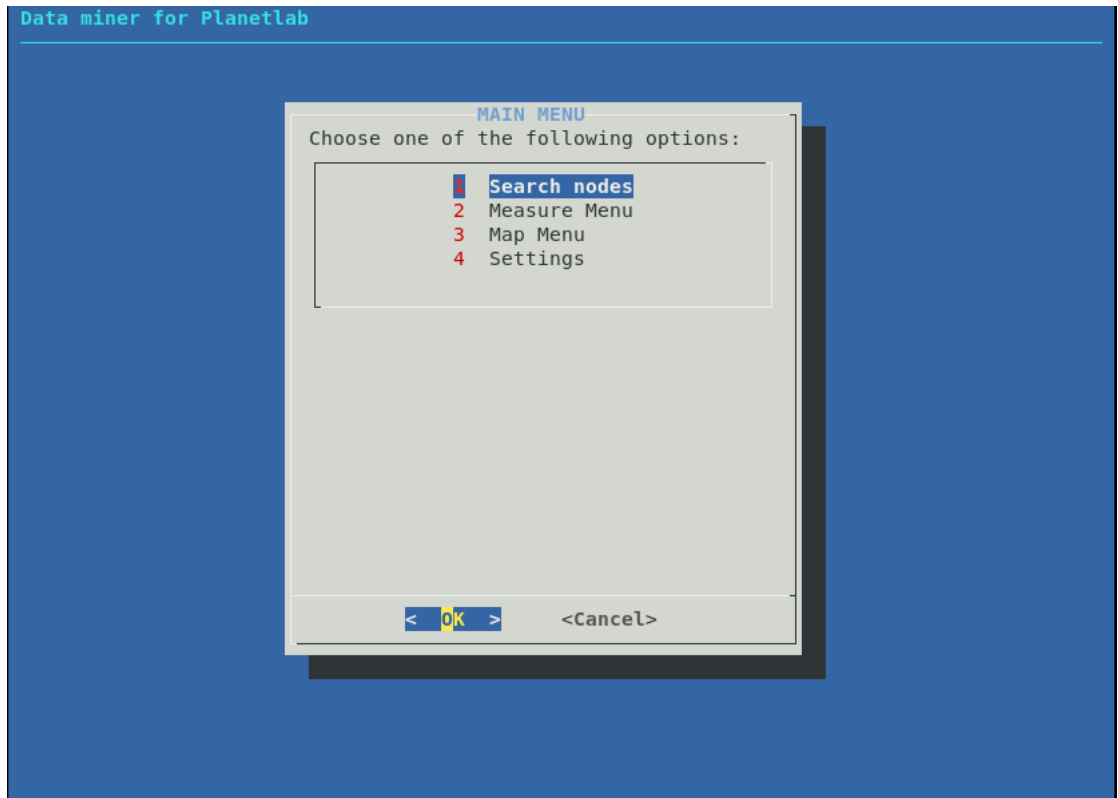 Data miner for Planetlab
MAIN MENU
Choose one of the following options:
1 Search nodes
2 Measure Menu
3 Map Menu
4 Settings
< OK > <Cancel>